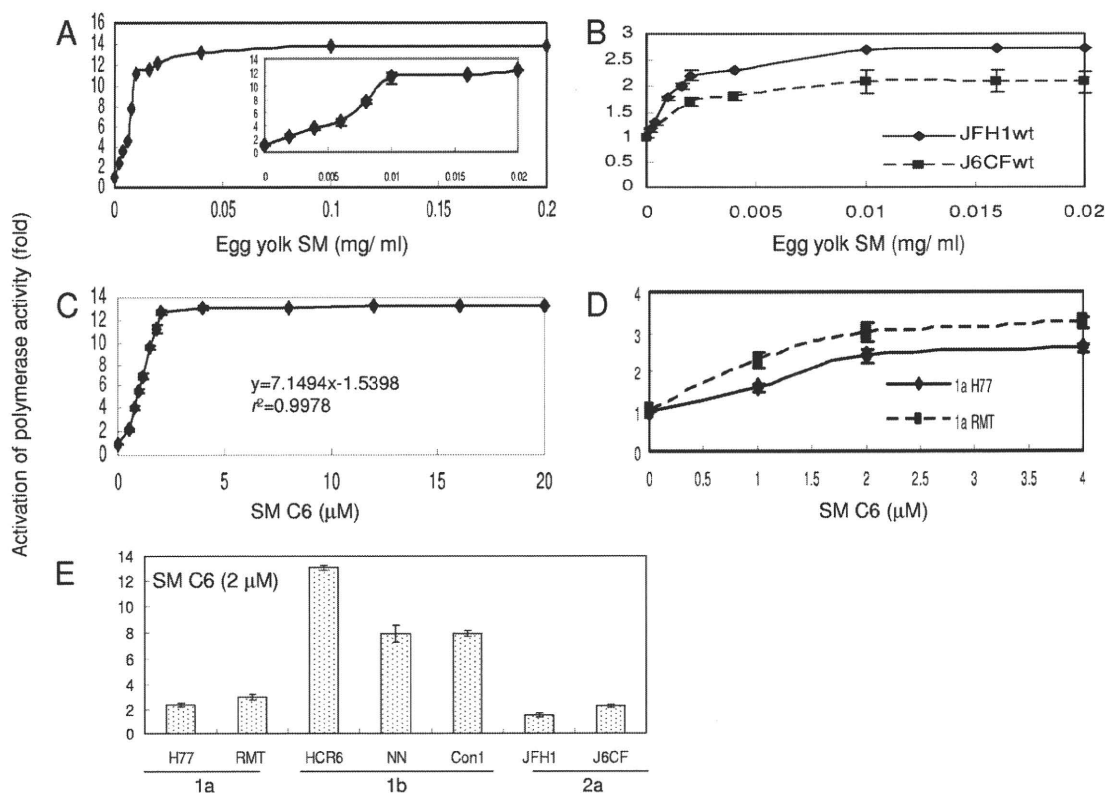 Activation of polymerase activity (fold)
A
16
14
12
10
8
6
4
2
0
0 0.05 0.1 0.15 0.2
Egg yolk SM (mg/ ml)
14
12
10
8
6
4
2
0
0 0.005 0.01 0.015 0.02
B
3
2.5
2
1.5
1
0.5
0
0 0.005 0.01 0.015 0.02
Egg yolk SM (mg/ ml)
JFH1wt
J6CFwt
C
14
12
10
8
6
4
2
0
y=7.1494x-1.5398
r²=0.9978
0 5 10 15 20
SM C6 (μM)
D
4
3
2
1
0
1a H77
1a RMT
0 0.5 1 1.5 2 2.5 3 3.5 4
SM C6 (μM)
E
SM C6 (2 μM)
14
12
10
8
6
4
2
0
H77 RMT HCR6 NN Con1 JFH1 J6CF
1a 1b 2a